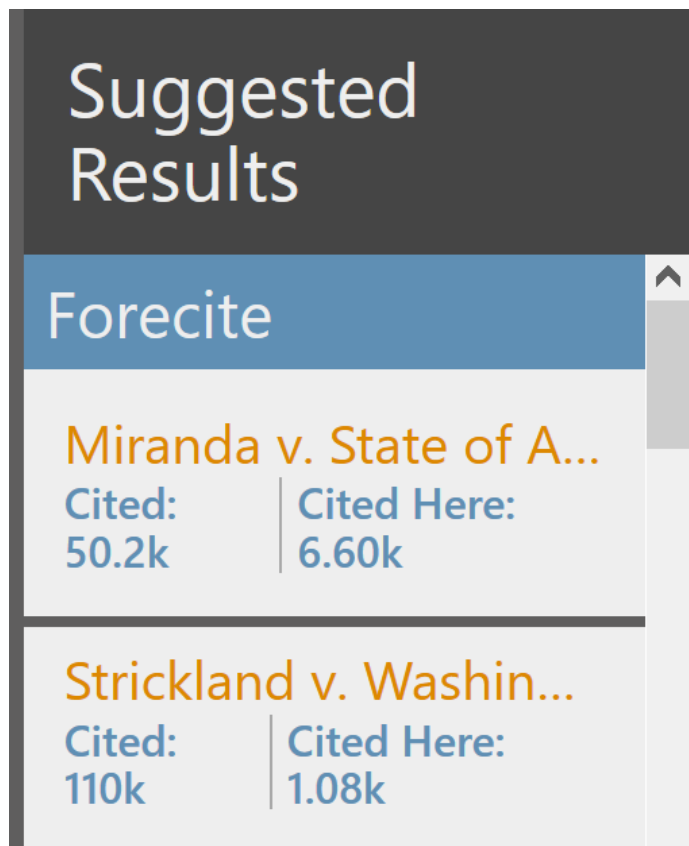 Suggested
Results
Forecite
Miranda v. State of A...
Cited: Cited Here:
50.2k 6.60k
Strickland v. Washin...
Cited: Cited Here:
110k 1.08k